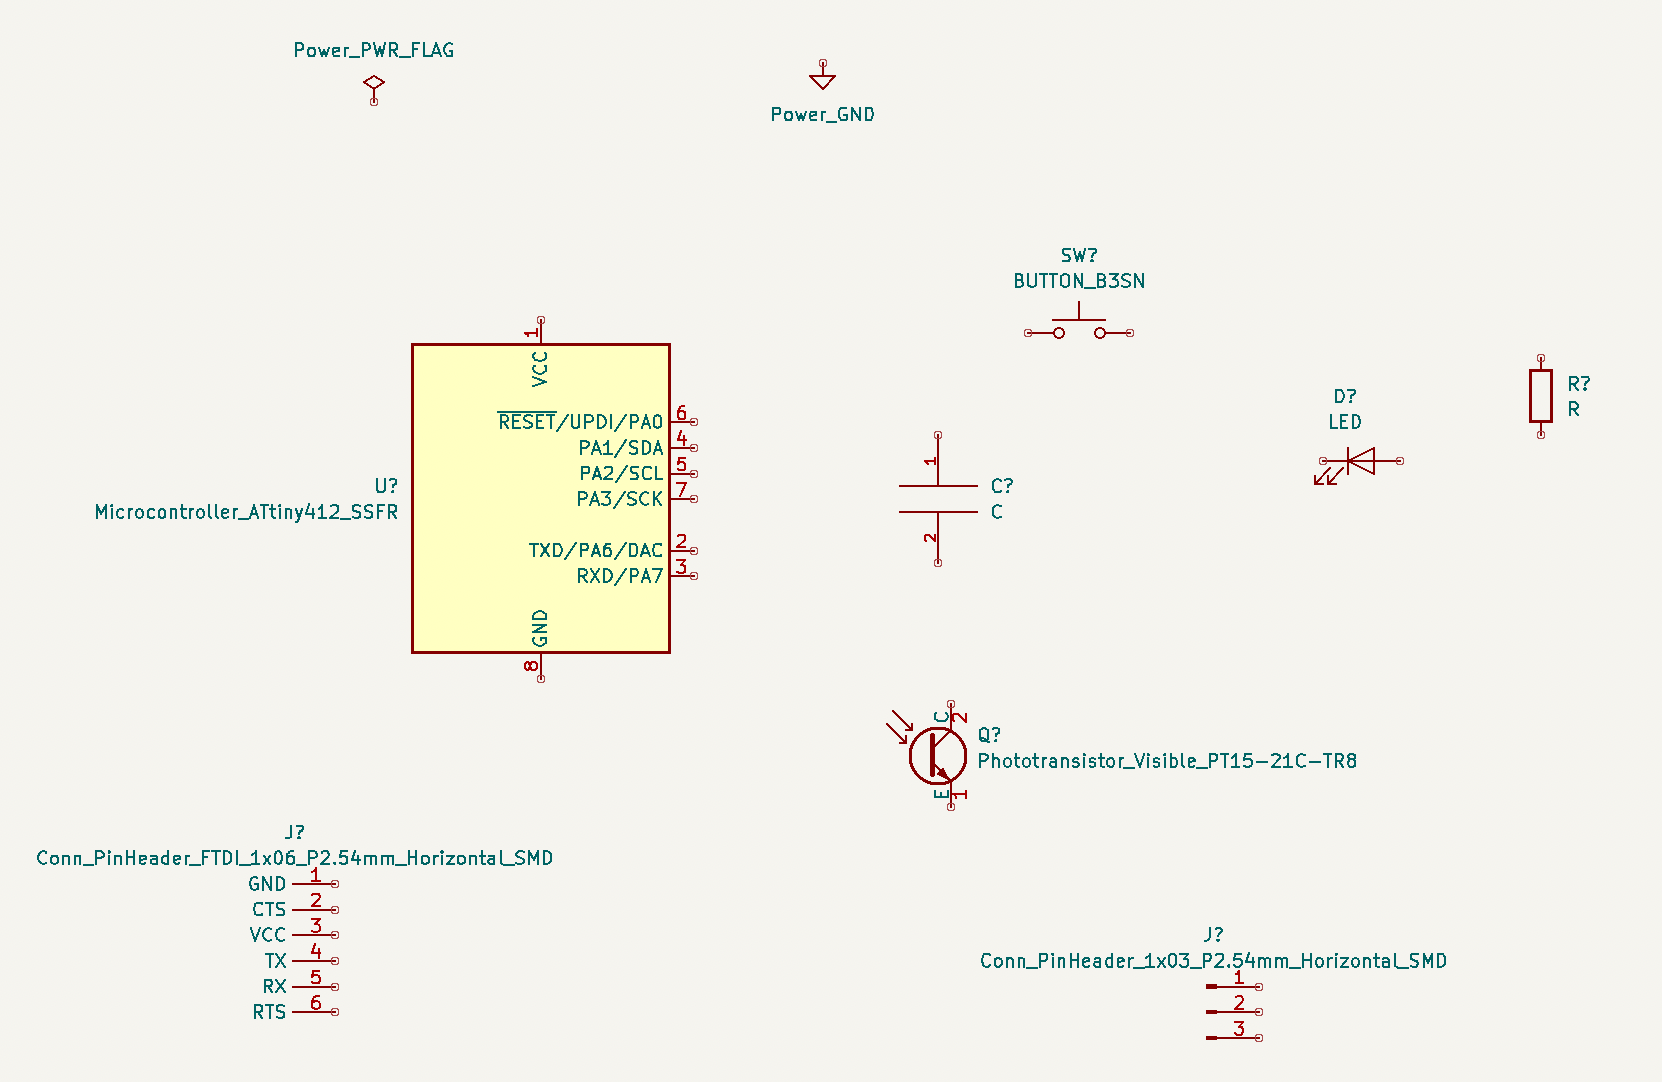 Power_PWR_FLAG
Power_GND
SW?
BUTTON_B3SN
1
VCC
RESET/UPDI/PA0 6
PA1/SDA 4
PA2/SCL 5
PA3/SCK 7
TXD/PA6/DAC 2
RXD/PA7 3
GND
8
U?
Microcontroller_ATtiny412_SSFR
1
C?
C
2
D?
LED
R?
R
C 2
Q?
Phototransistor_Visible_PT15-21C-TR8
E 1
J?
Conn_PinHeader_FTDI_1x06_P2.54mm_Horizontal_SMD
GND 1
CTS 2
VCC 3
TX 4
RX 5
RTS 6
J?
Conn_PinHeader_1x03_P2.54mm_Horizontal_SMD
1
2
3